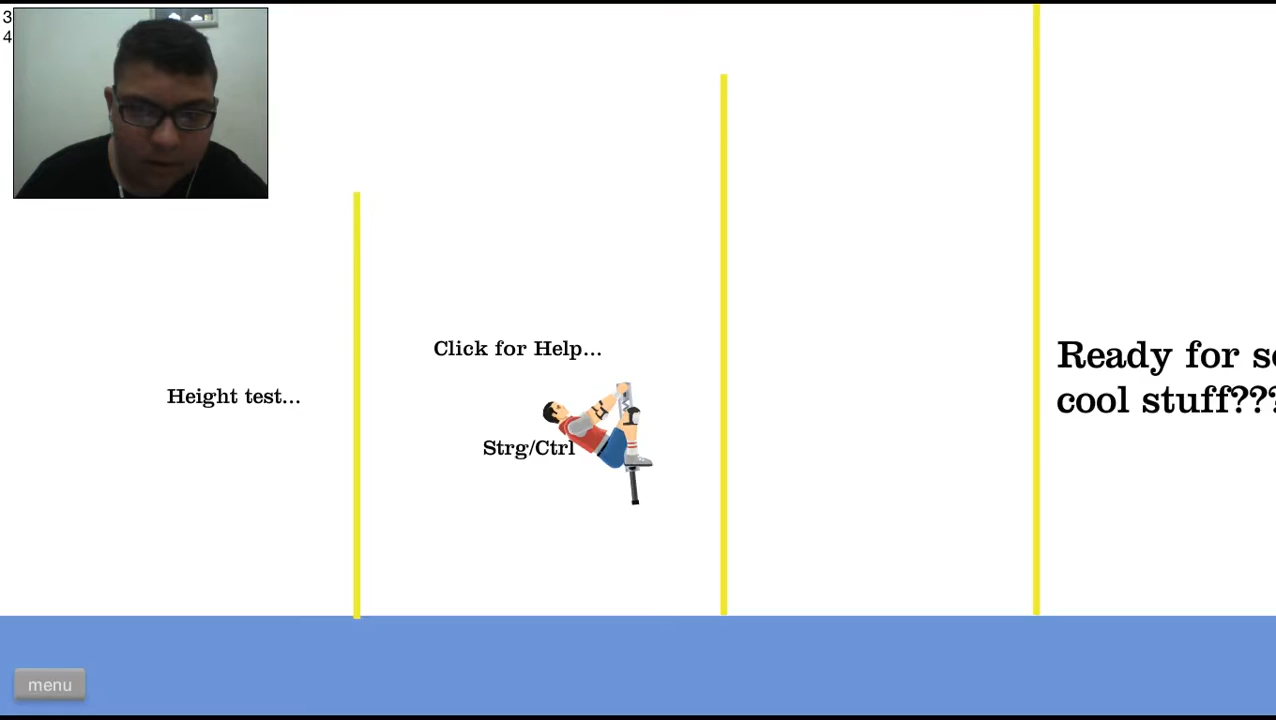 3
4
Click for Help...
Height test...
Strg/Ctrl
Ready for
cool stuff???
menu